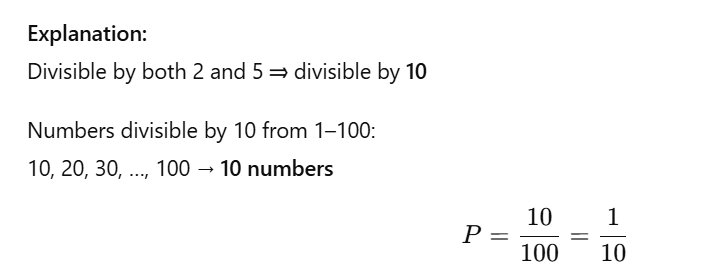 Explanation:
Divisible by both 2 and 5 ⇒ divisible by 10
Numbers divisible by 10 from 1–100:
10, 20, 30, ..., 100 → 10 numbers
P = 10/100 = 1/10